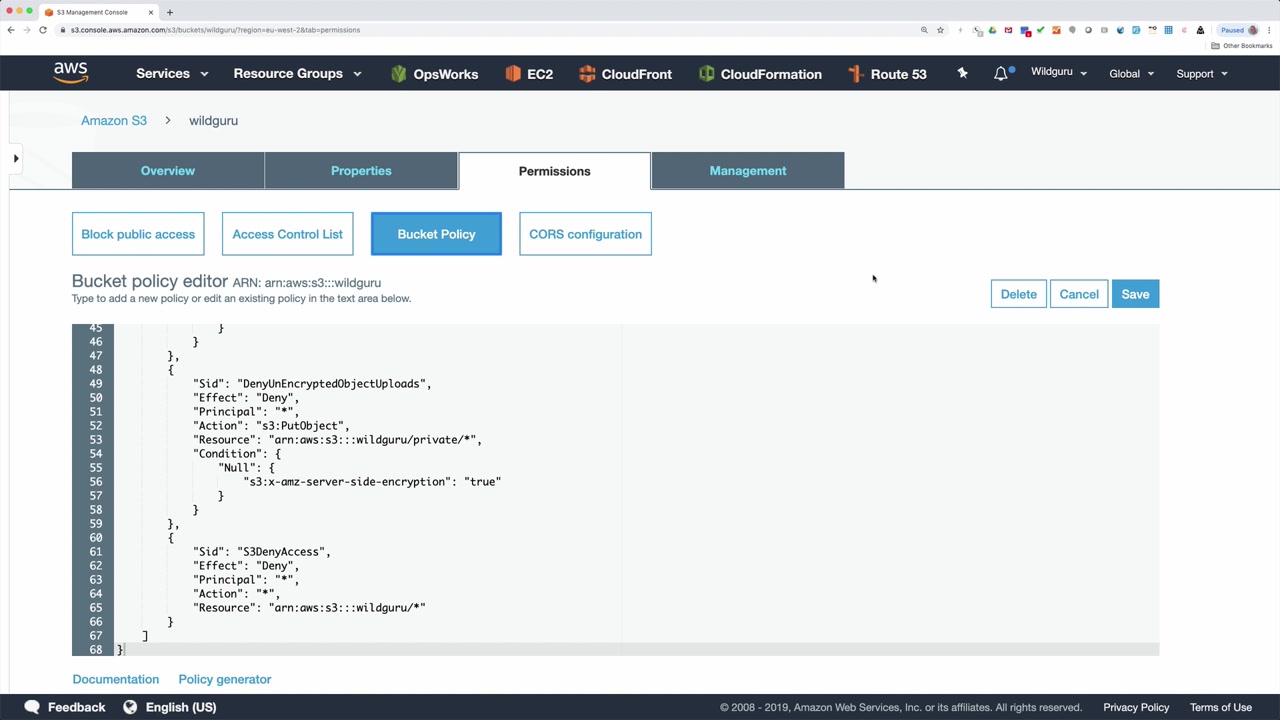 S3 Management Console
s3.console.aws.amazon.com/s3/buckets/wildguru/?region=eu-west-2&tab=permissions
Paused
Other Bookmarks
aws
Services
Resource Groups
OpsWorks
EC2
CloudFront
CloudFormation
Route 53
Wildguru
Global
Support
Amazon S3 > wildguru
Overview
Properties
Permissions
Management
Block public access
Access Control List
Bucket Policy
CORS configuration
Bucket policy editor ARN: arn:aws:s3:::wildguru
Type to add a new policy or edit an existing policy in the text area below.
Delete
Cancel
Save
45 }
46 }
47 },
48 {
49 "Sid": "DenyUnEncryptedObjectUploads",
50 "Effect": "Deny",
51 "Principal": "*",
52 "Action": "s3:PutObject",
53 "Resource": "arn:aws:s3:::wildguru/private/*",
54 "Condition": {
55 "Null": {
56 "s3:x-amz-server-side-encryption": "true"
57 }
58 }
59 },
60 {
61 "Sid": "S3DenyAccess",
62 "Effect": "Deny",
63 "Principal": "*",
64 "Action": "*",
65 "Resource": "arn:aws:s3:::wildguru/*"
66 }
67 ]
68 }
Documentation
Policy generator
Feedback
English (US)
© 2008 - 2019, Amazon Web Services, Inc. or its affiliates. All rights reserved.
Privacy Policy
Terms of Use